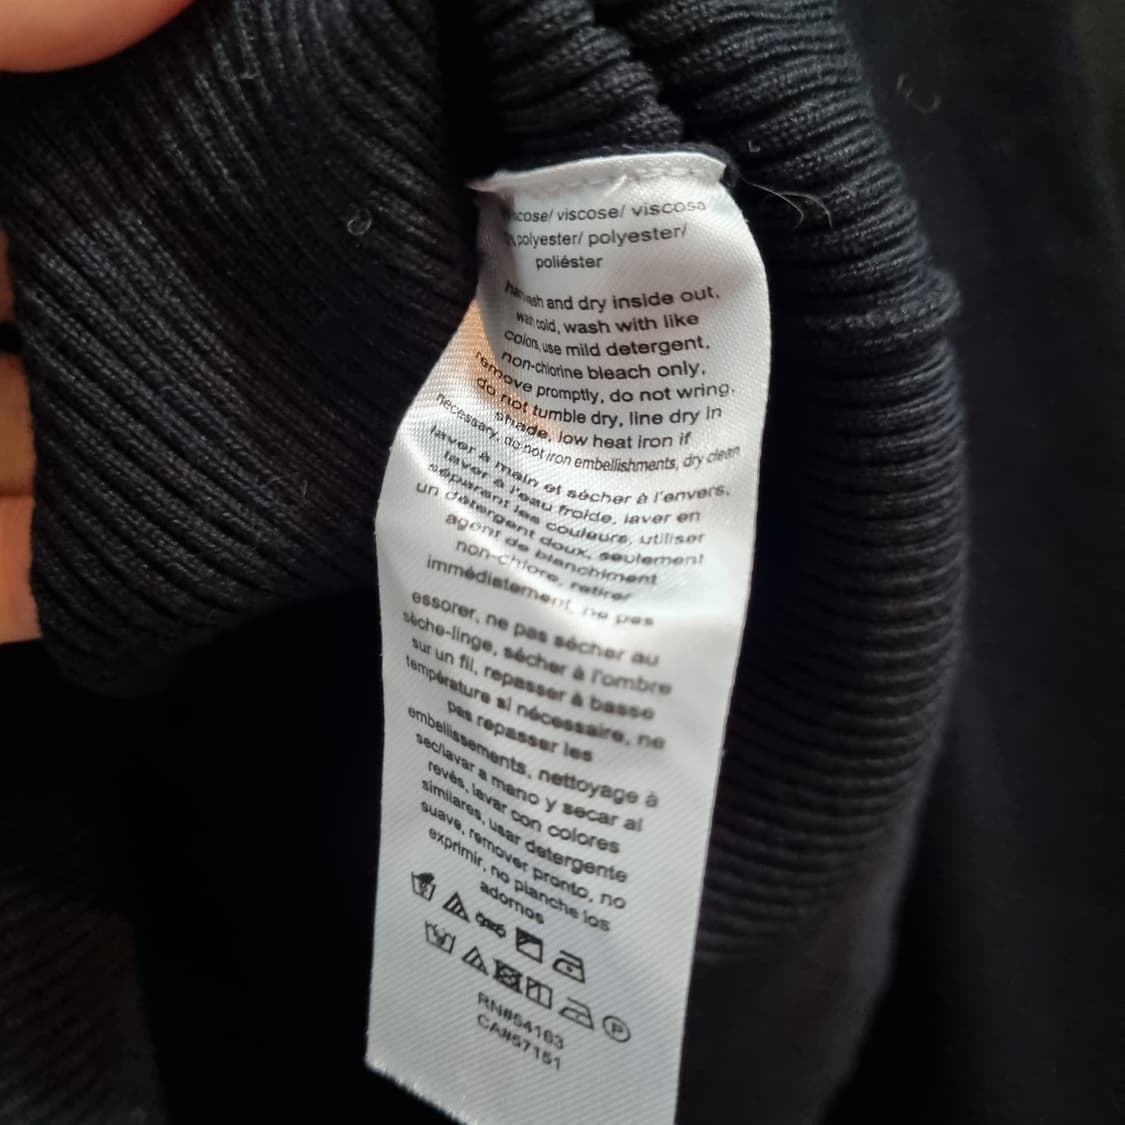 viscose/ viscosa
polyester/ polyester/
poliéster
and dry inside out,
cold, wash with like
colors, use mild detergent,
non-chlorine bleach only,
remove promptly, do not wring,
do not tumble dry, line dry in
shade, low heat iron if
necessary, do not iron embellishments, dry clean
laver à main et sécher à l'envers,
laver à l'eau froide, laver en
séparant les couleurs, utiliser
un détergent doux, seulement
agent de blanchiment
non-chlore, retirer
immédiatement, ne pas
essorer, ne pas sécher au
sèche-linge, sécher à l'ombre
sur un fil, repasser à basse
température si nécessaire, ne
pas repasser les
embellissements, nettoyage à
sec/lavar a mano y secar al
revés, lavar con colores
similares, usar detergente
suave, remover pronto, no
exprimir, no planche los
adornos
P
RN#54163
CA#57151